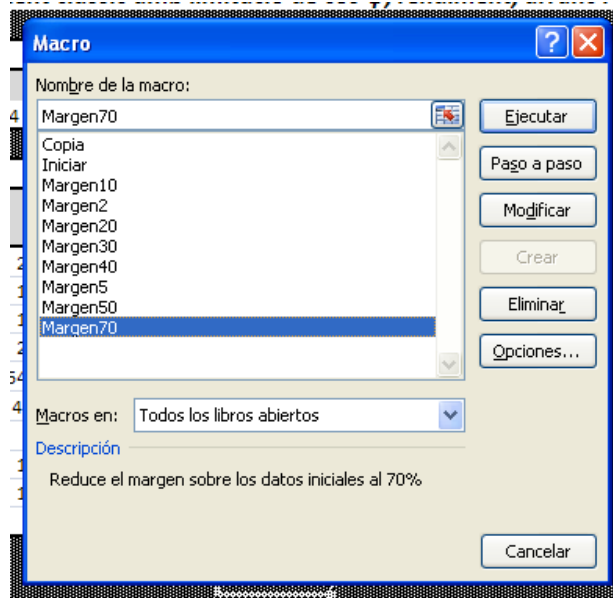 Macro
Nombre de la macro:
Margen70
Ejecutar
Copia
Iniciar
Margen10
Margen2
Margen20
Margen30
Margen40
Margen5
Margen50
Margen70
Paso a paso
Modificar
Crear
Eliminar
Opciones...
Macros en: Todos los libros abiertos
Descripción
Reduce el margen sobre los datos iniciales al 70%
Cancelar